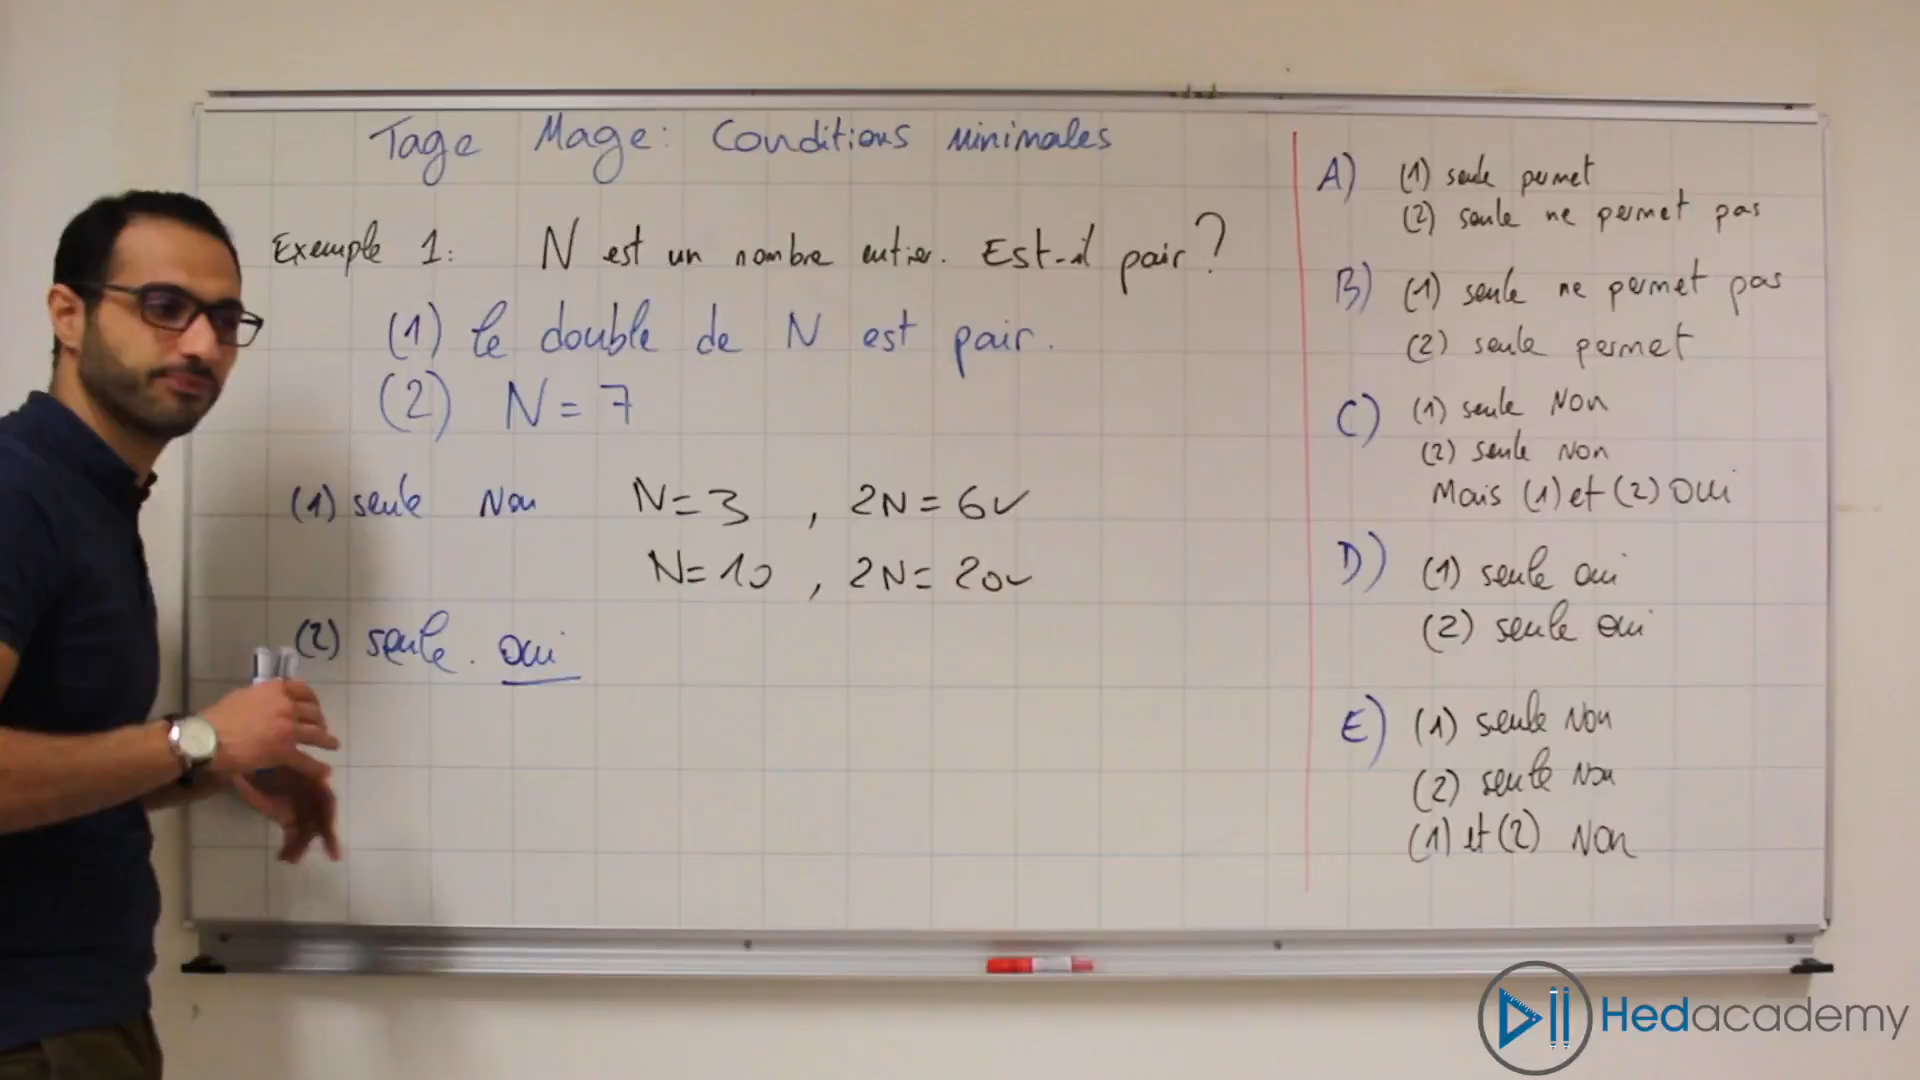 Tage Mage: Conditions minimales
Exemple 1: N est un nombre entier. Est-il pair?
(1) le double de N est pair.
(2) N = 7
(1) seule Non N=3 , 2N = 6✓
N=10 , 2N = 20✓
(2) seule. oui
A) (1) seule permet
(2) seule ne permet pas
B) (1) seule ne permet pas
(2) seule permet
C) (1) seule Non
(2) seule Non
Mais (1) et (2) oui
D) (1) seule oui
(2) seule oui
E) (1) seule Non
(2) seule Non
(1) et (2) Non
Hedacademy